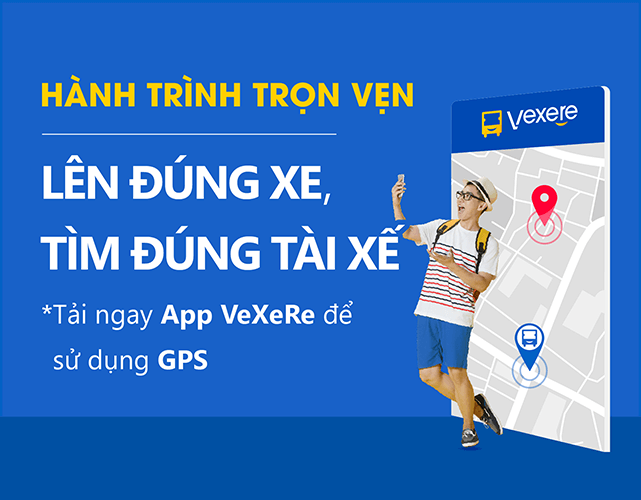 HÀNH TRÌNH TRỌN VẸN
LÊN ĐÚNG XE,
TÌM ĐÚNG TÀI XẾ
*Tải ngay App VeXeRe để
sử dụng GPS
Vexere